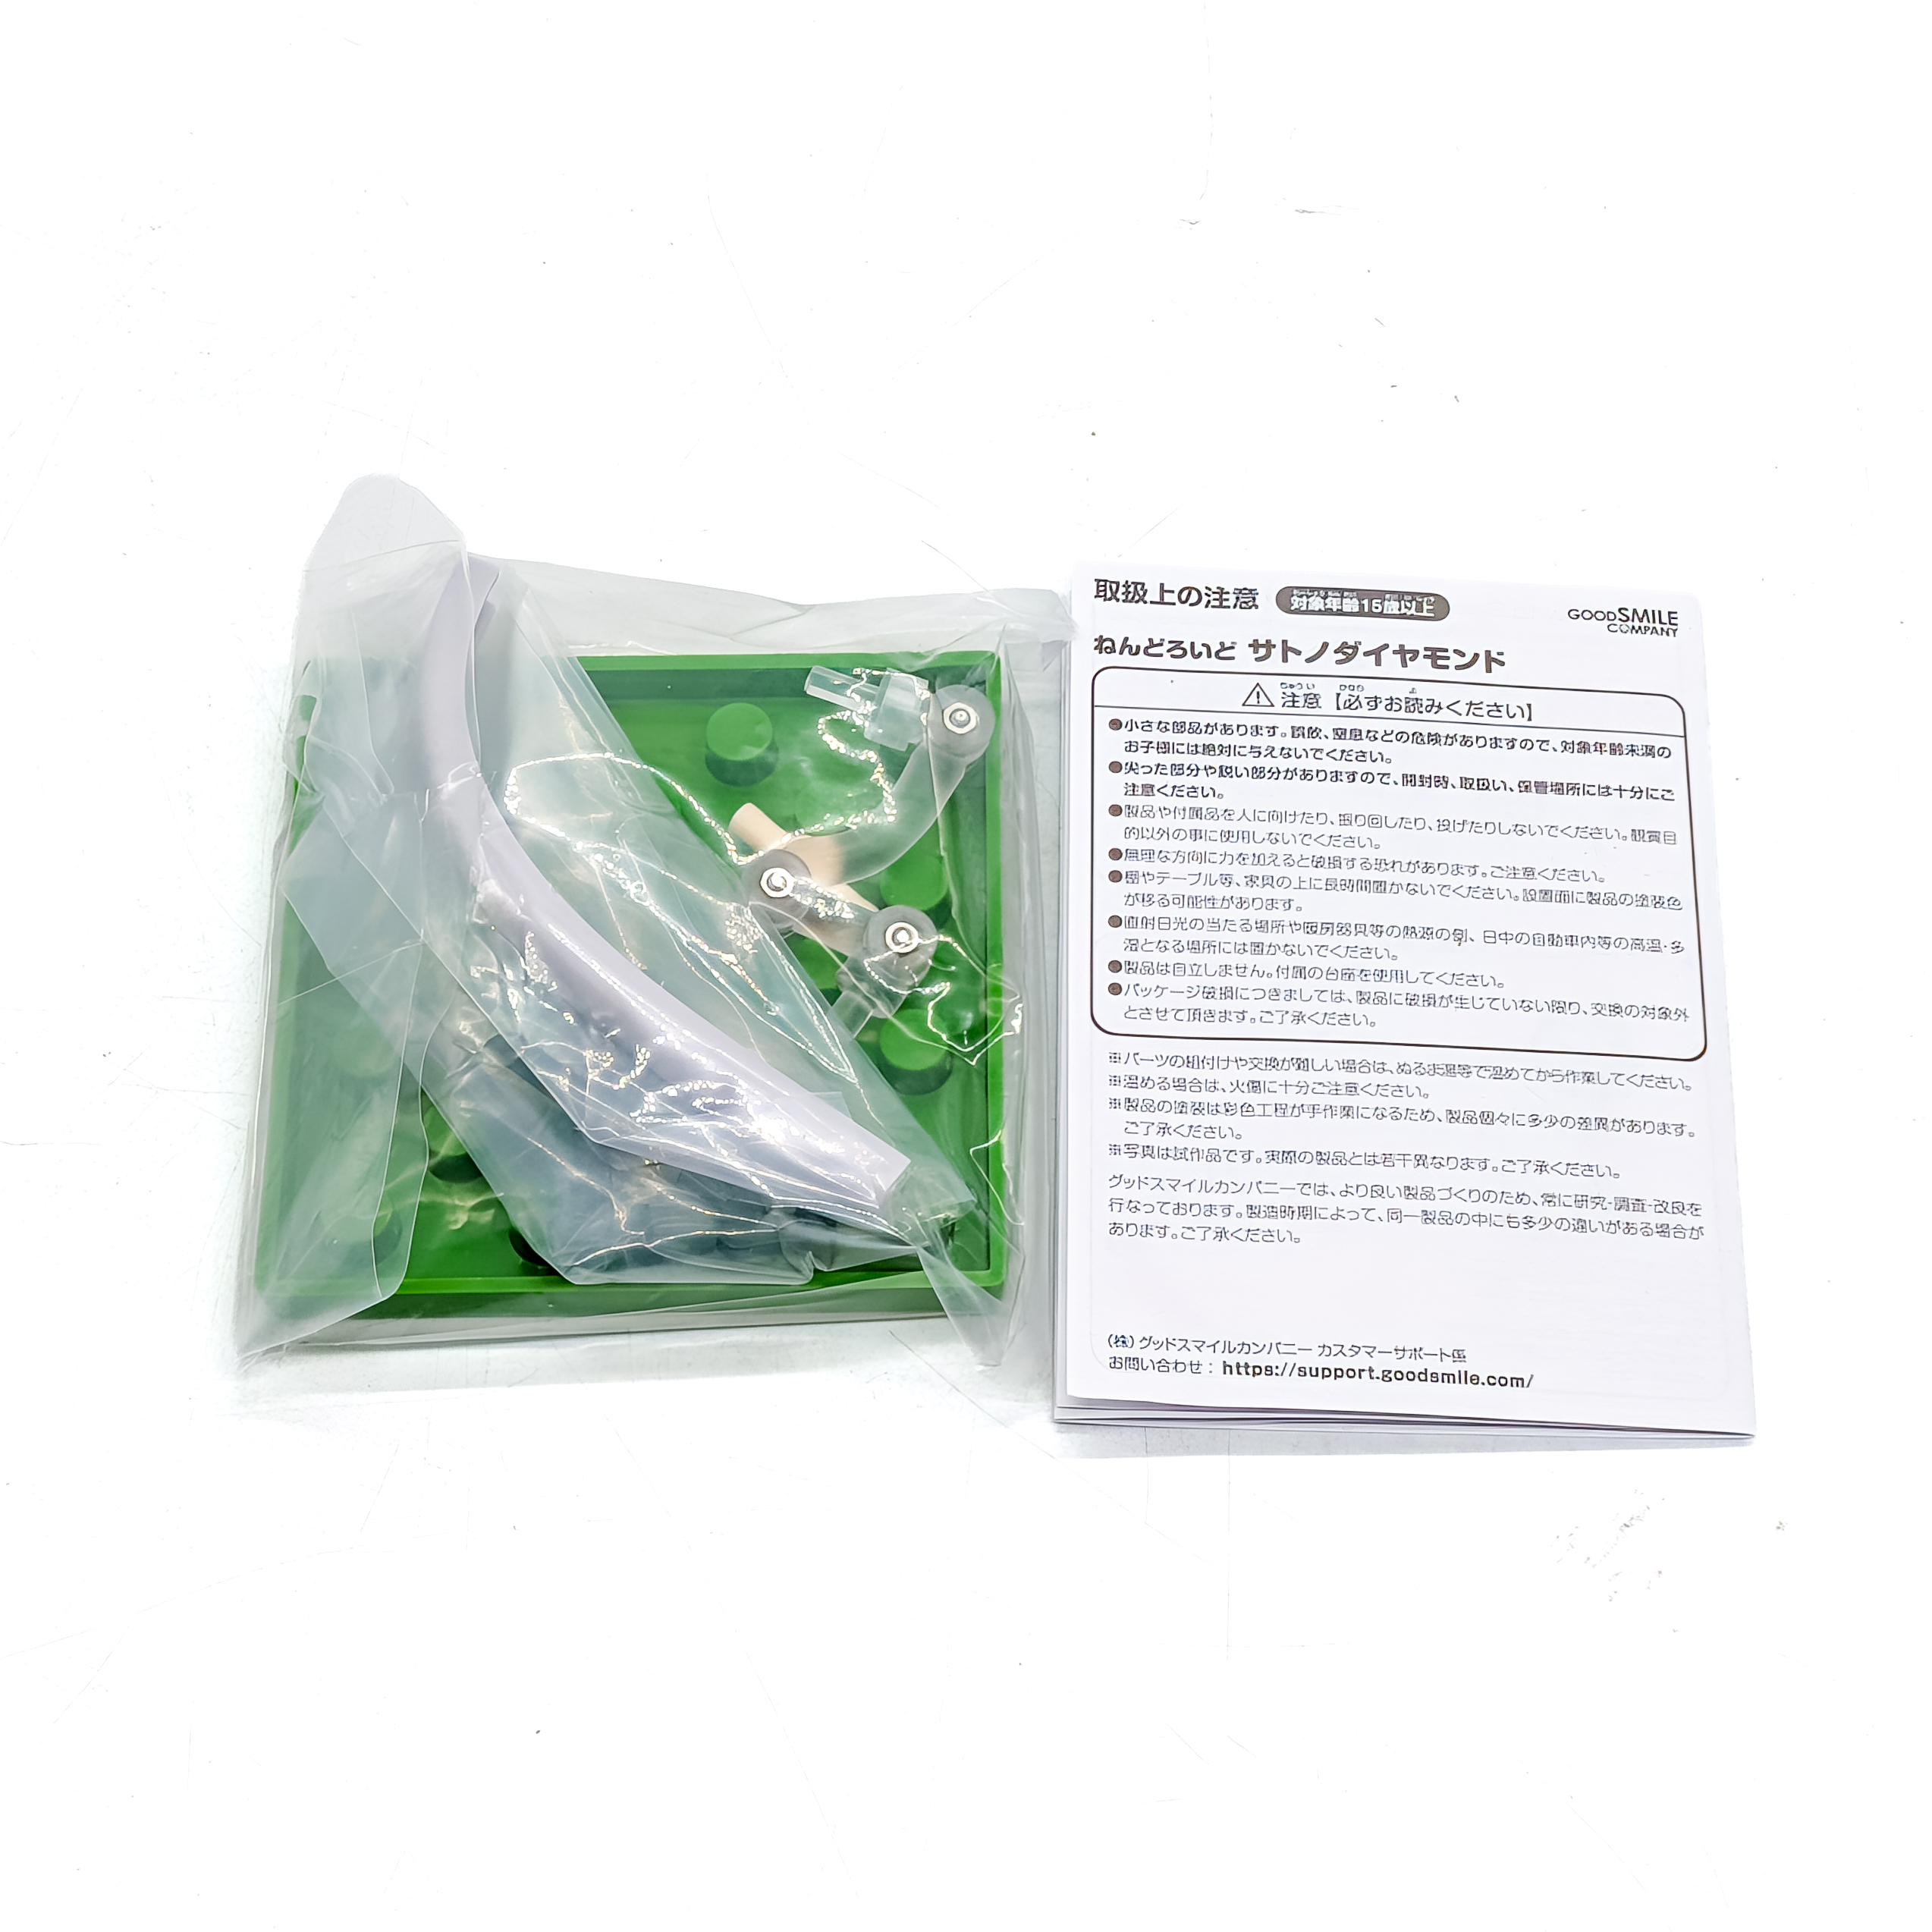 取扱上の注意 対象年齢15歳以上
GOODSMILE
COMPANY
ねんどろいど サトノダイヤモンド
注意【必ずお読みください】
●小さな部品があります。誤飲、窒息などの危険がありますので、対象年齢未満の
お子様には絶対に与えないでください。
●尖った部分や鋭い部分がありますので、開封時、取扱い、保管場所には十分にご
注意ください。
●製品や付属品を人に向けたり、振り回したり、投げたりしないでください。観賞目
的以外の事に使用しないでください。
●無理な方向に力を加えると破損する恐れがあります。ご注意ください。
●棚やテーブル等、家具の上に長時間置かないでください。設置面に製品の塗装色
が移る可能性があります。
●直射日光の当たる場所や暖房器具等の熱源の側、日中の自動車内等の高温・多
湿となる場所には置かないでください。
●製品は自立しません。付属の台座を使用してください。
●パッケージ破損につきましては、製品に破損が生じていない限り、交換の対象外
とさせて頂きます。ご了承ください。
※パーツの組付けや交換が難しい場合は、ぬるま湯等で温めてから作業してください。
※温める場合は、火傷に十分ご注意ください。
※製品の塗装は彩色工程が手作業になるため、製品個々に多少の差異があります。
ご了承ください。
※写真は試作品です。実際の製品とは若干異なります。ご了承ください。
グッドスマイルカンパニーでは、より良い製品づくりのため、常に研究・調査・改良を
行なっております。製造時期によって、同一製品の中にも多少の違いがある場合が
あります。ご了承ください。
(株)グッドスマイルカンパニー カスタマーサポート係
お問い合わせ：https://support.goodsmile.com/